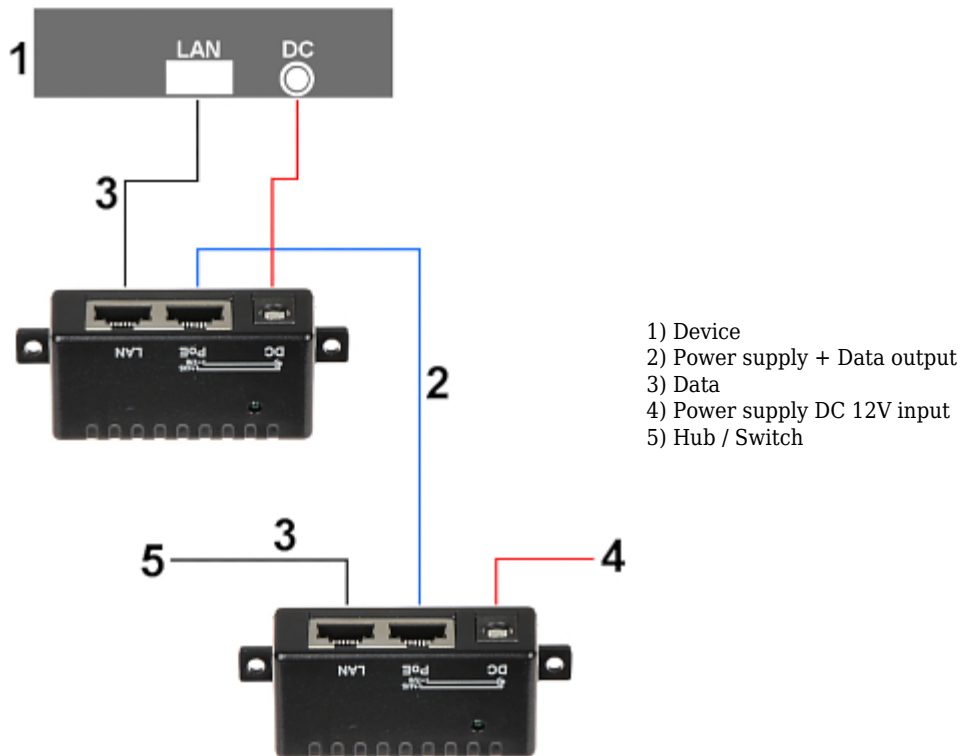 1
LAN DC
3
LAN PoE DC
2
1) Device
2) Power supply + Data output
3) Data
4) Power supply DC 12V input
5) Hub / Switch
3
5
4
LAN PoE DC